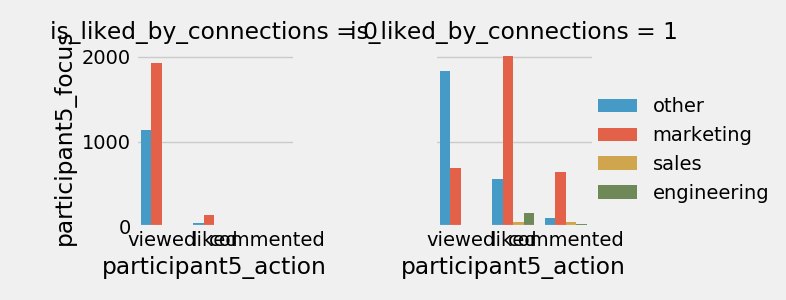 is_liked_by_connections = 0
is_liked_by_connections = 1
participant5_focus
2000
1000
0
viewed
liked
commented
participant5_action
viewed
liked
commented
participant5_action
other
marketing
sales
engineering